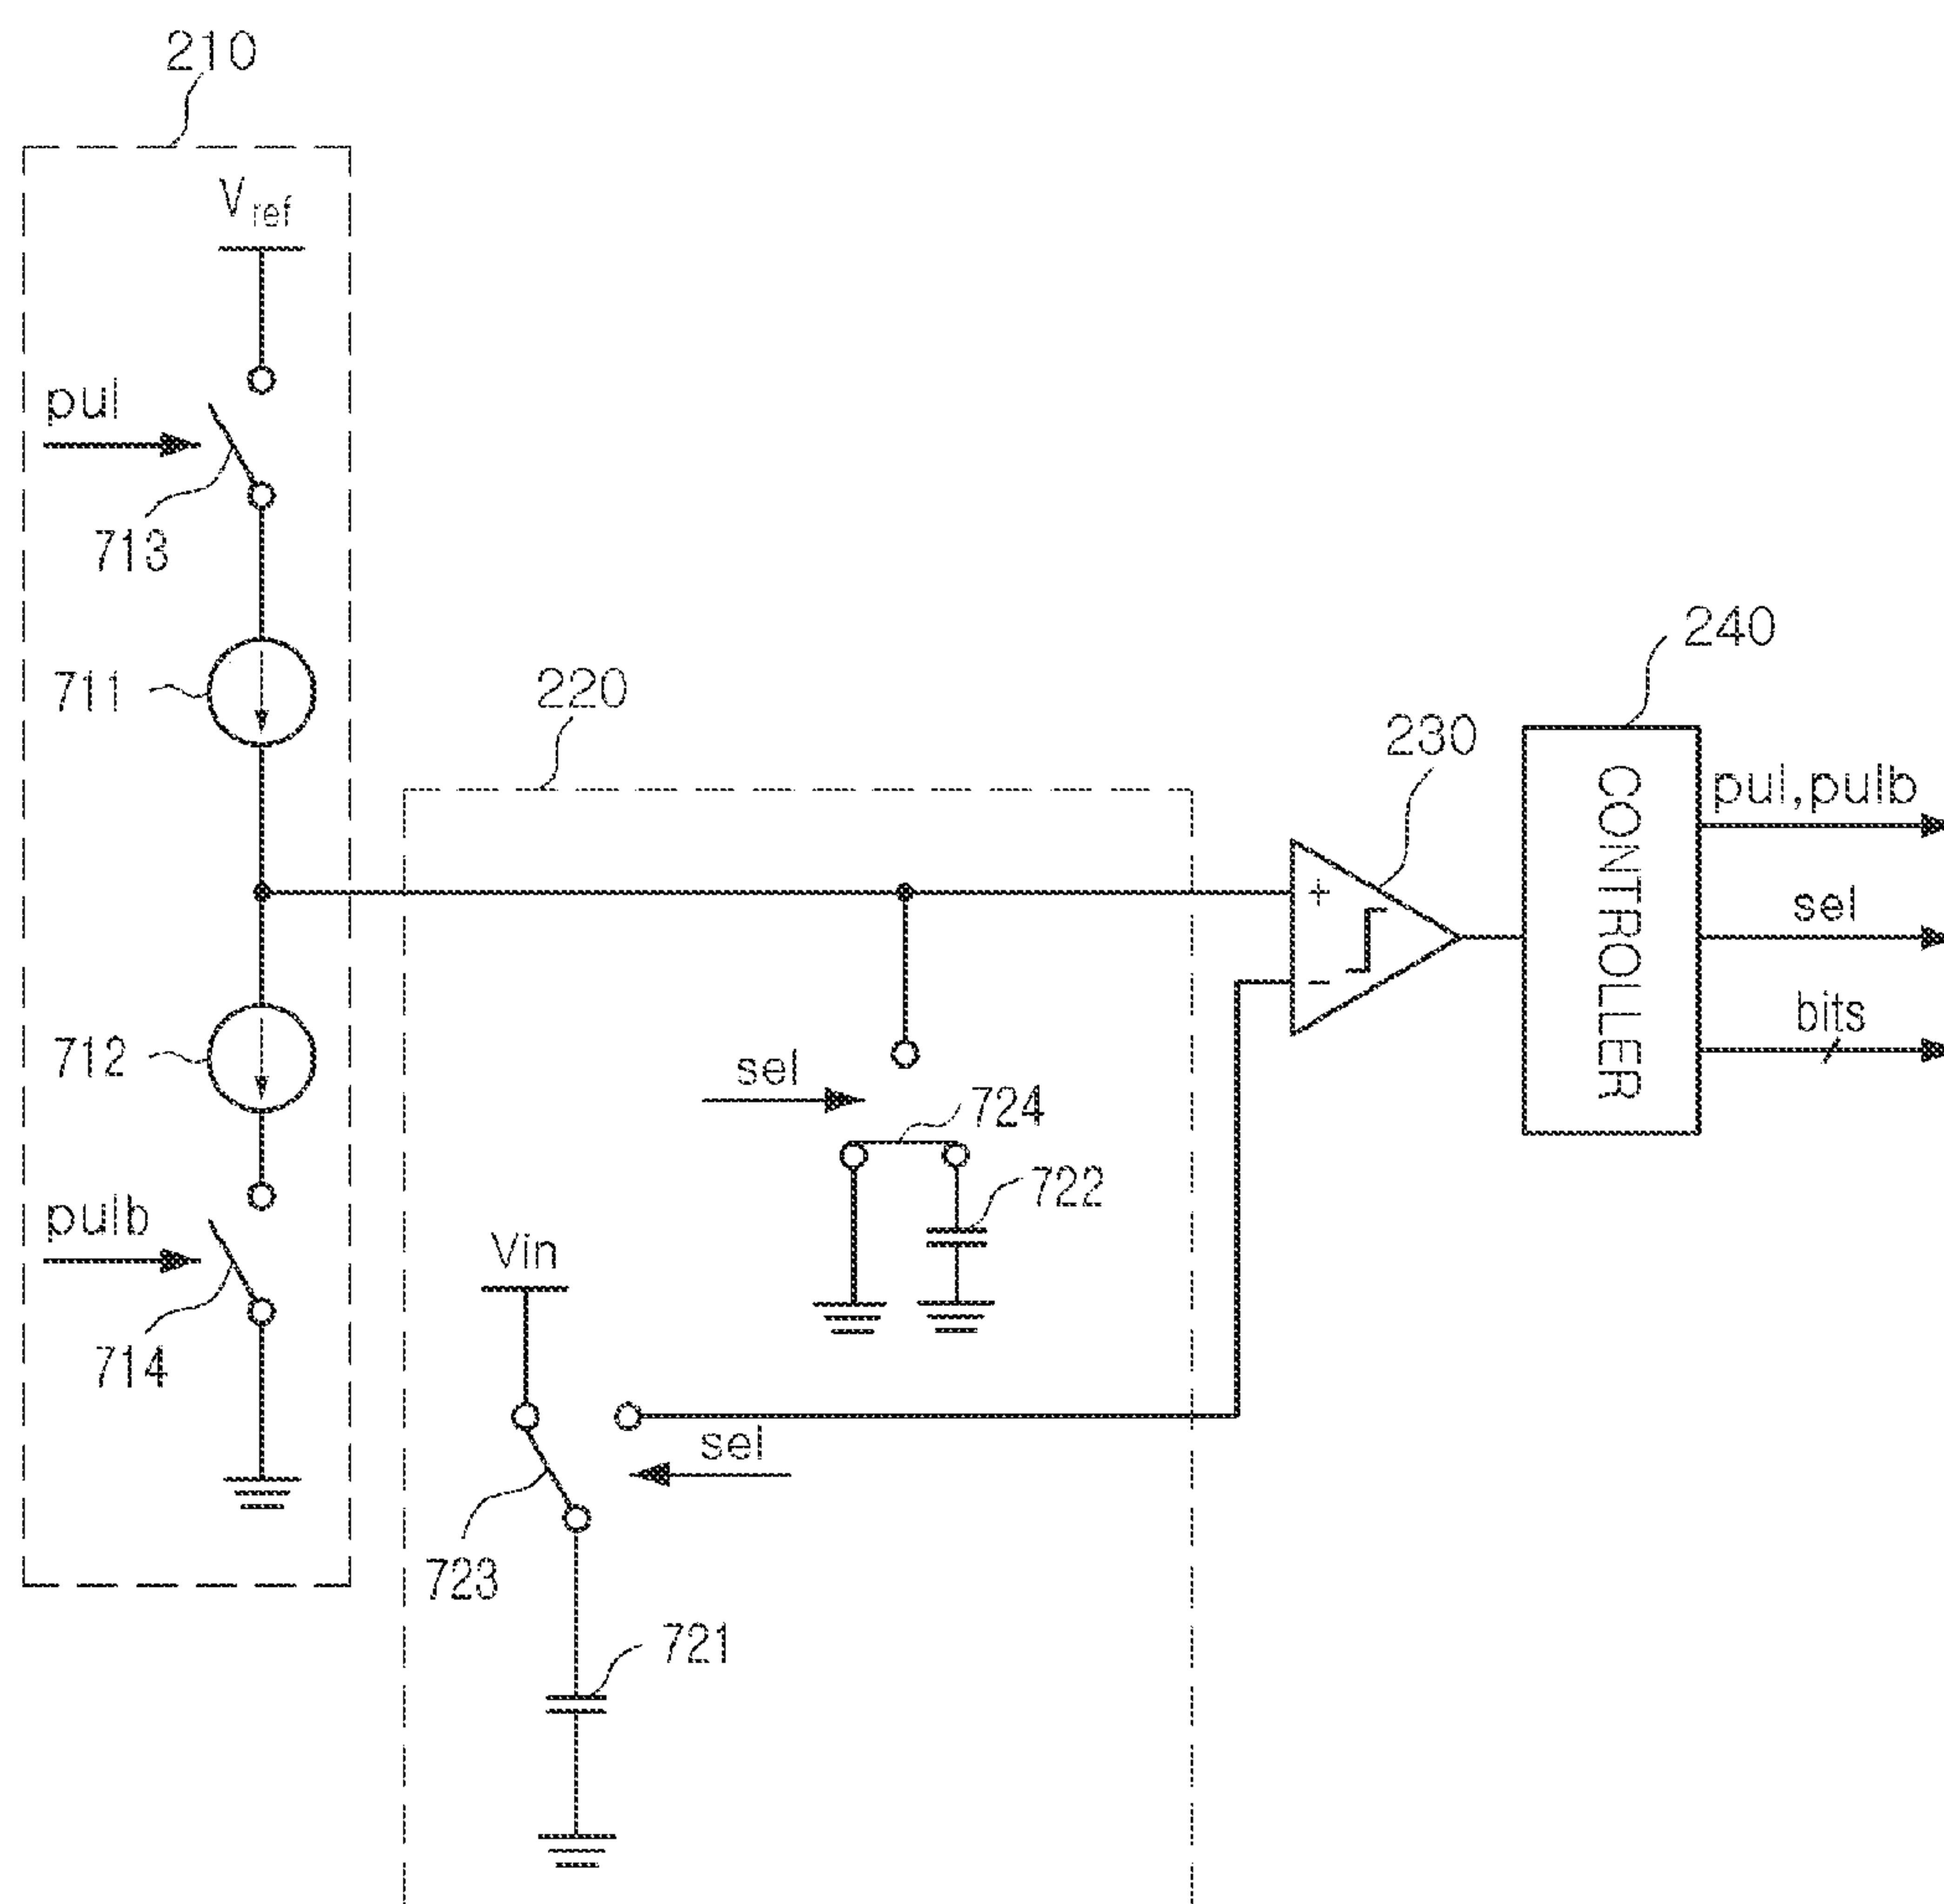 210
Vref
pul
713
711
712
pulb
714
220
sel
724
722
Vin
sel
723
721
230
+
−
240
CONTROLLER
pul,pulb
sel
bits